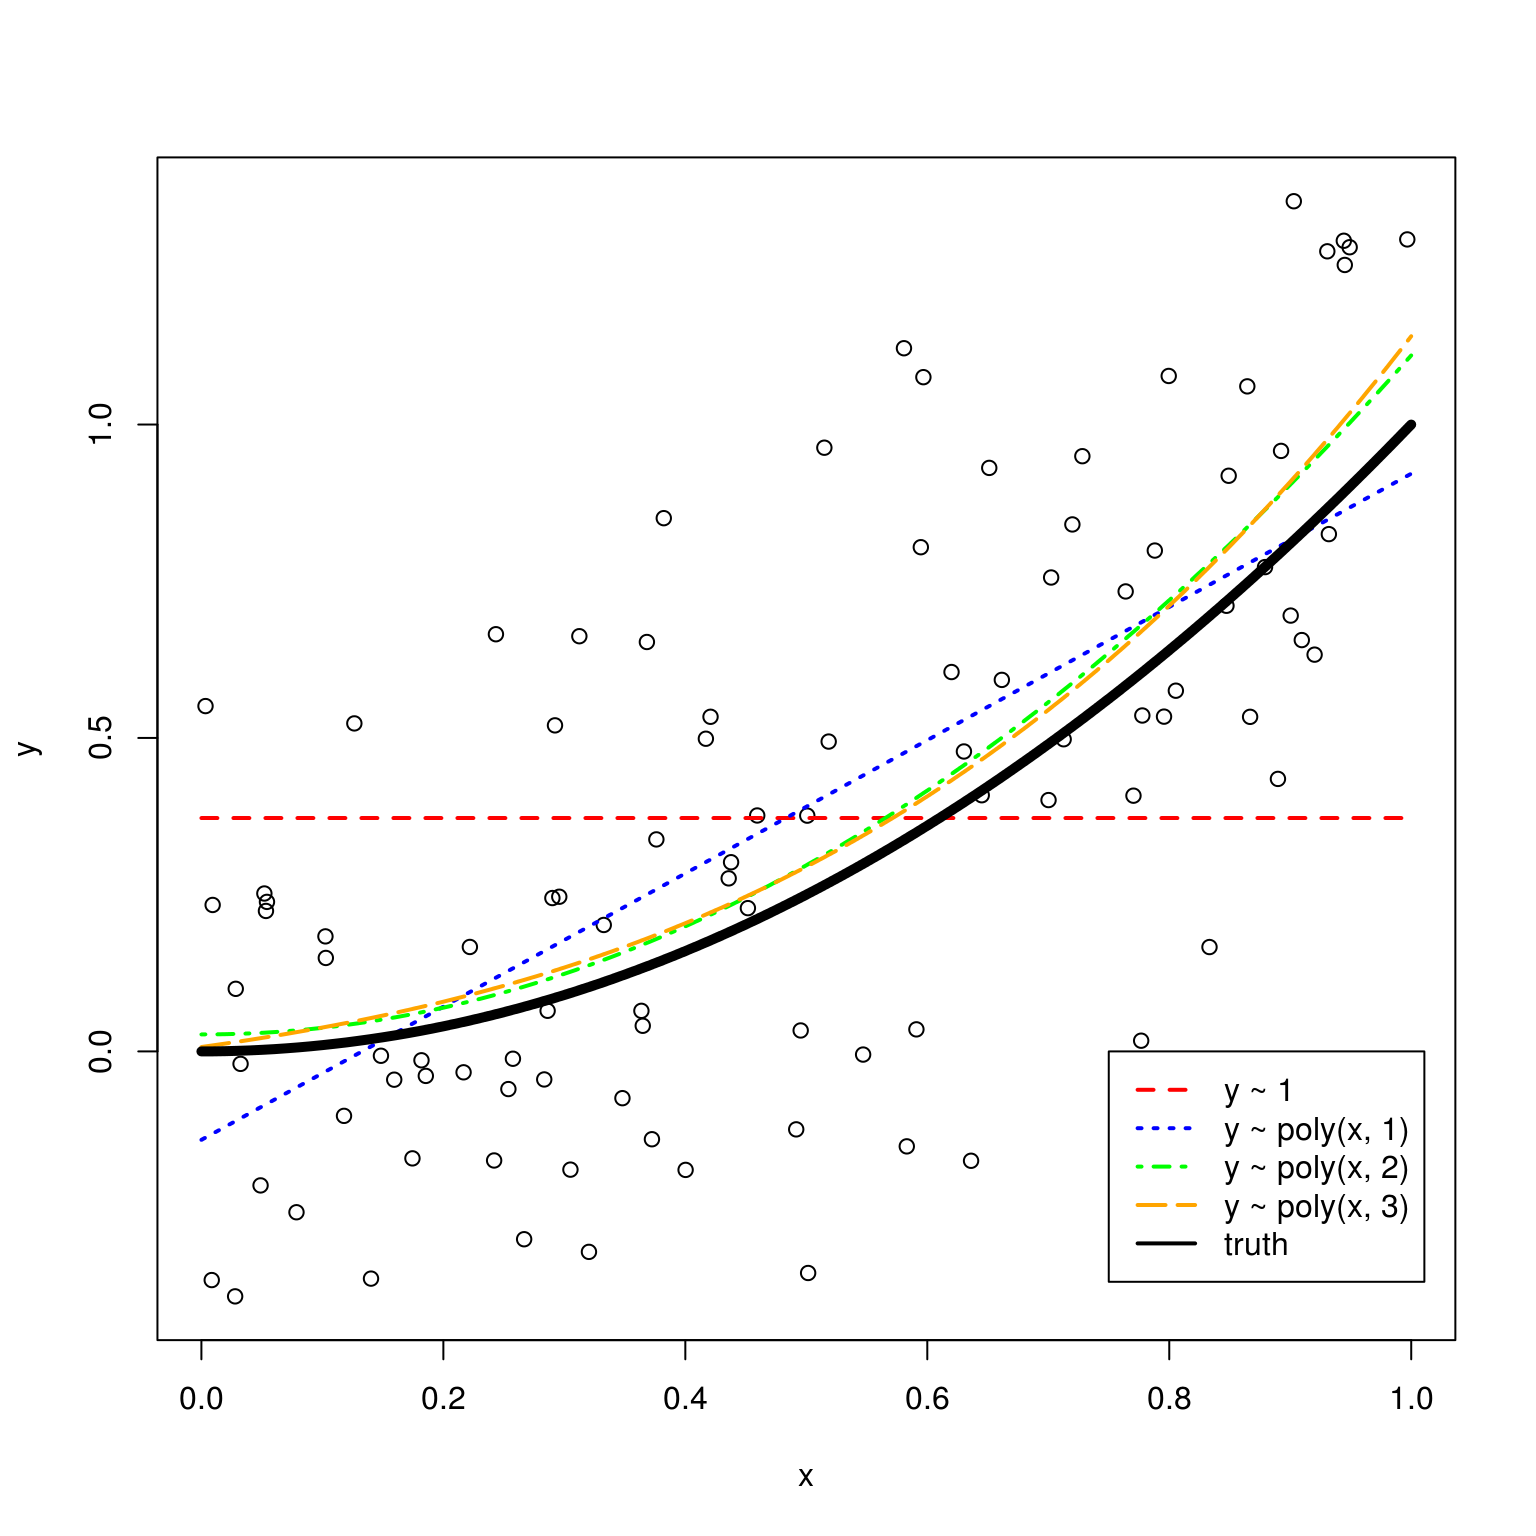 y
1.0
0.5
0.0
0.0 0.2 0.4 0.6 0.8 1.0
x
y ~ 1
y ~ poly(x, 1)
y ~ poly(x, 2)
y ~ poly(x, 3)
truth